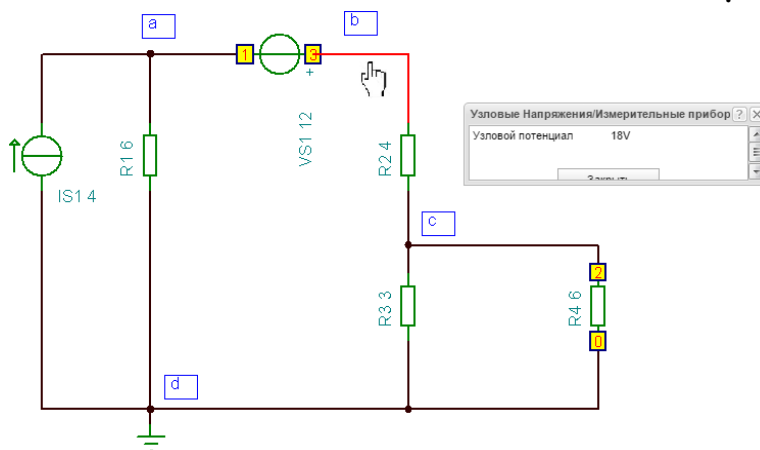 a
b
1
3
+
VS1 12
R1 6
R2 4
IS1 4
Узловые Напряжения/Измерительные прибор
Узловой потенциал 18V
Закрыть
c
2
R3 3
R4 6
0
d